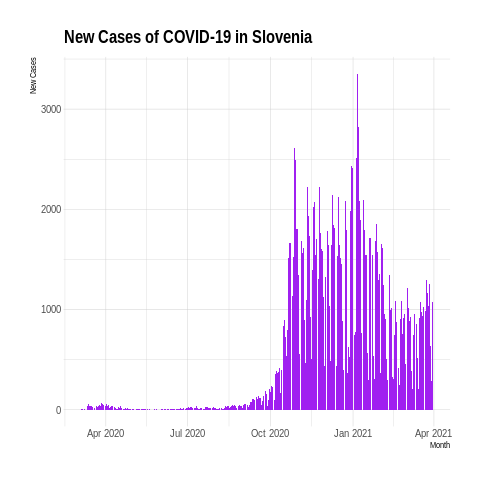 New Cases of COVID-19 in Slovenia
New Cases
3000
2000
1000
0
Apr 2020 Jul 2020 Oct 2020 Jan 2021 Apr 2021
Month